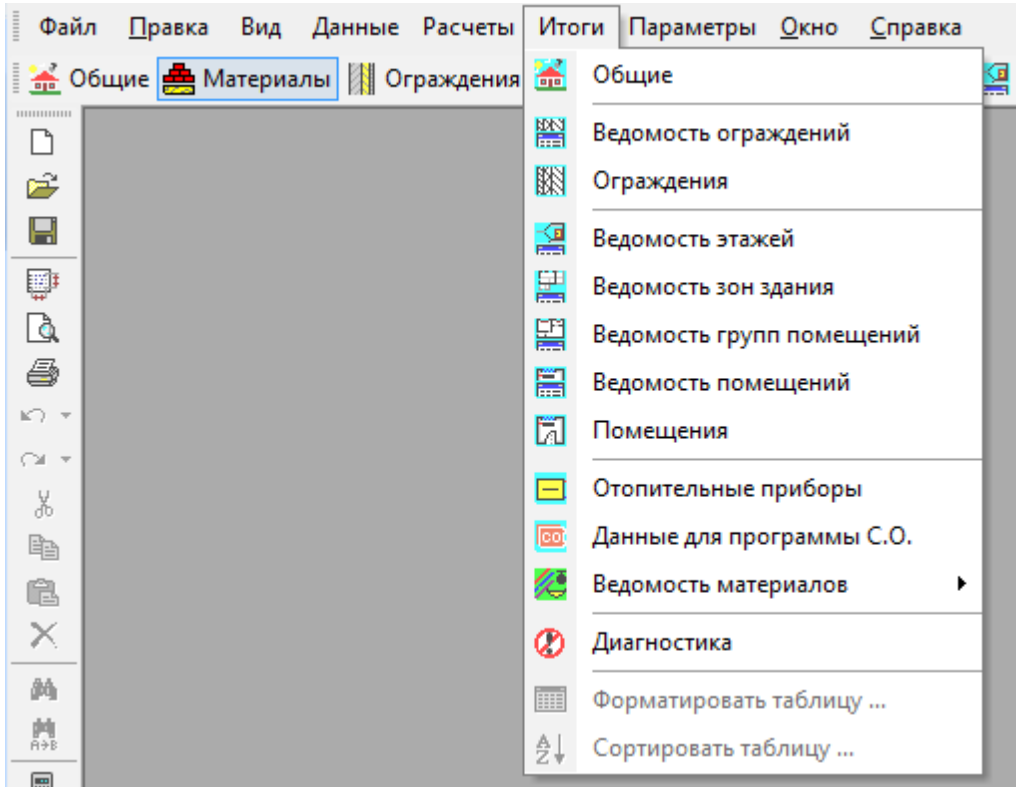 Файл Правка Вид Данные Расчеты Итоги Параметры Окно Справка
Общие Материалы Ограждения
Общие
Ведомость ограждений
Ограждения
Ведомость этажей
Ведомость зон здания
Ведомость групп помещений
Ведомость помещений
Помещения
Отопительные приборы
CO
Данные для программы С.О.
Ведомость материалов
Диагностика
Форматировать таблицу ...
A→B
A
Z
Сортировать таблицу ...